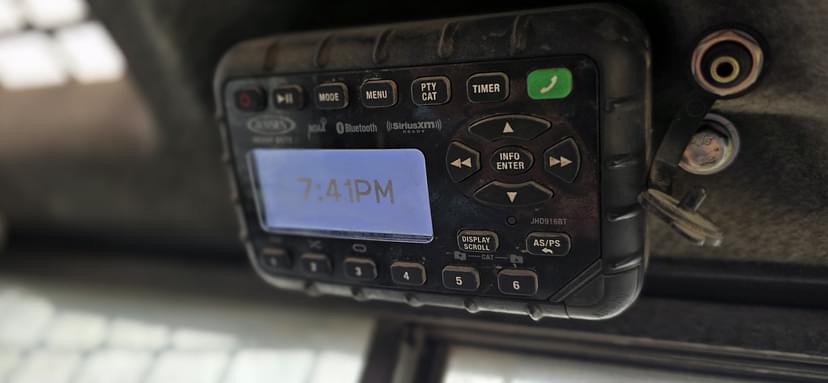 MODE
MENU
PTY
CAT
TIMER
JENSEN
NOAA
Bluetooth
((SiriusXM))
READY
INFO
ENTER
7:41PM
JHD916BT
DISPLAY
SCROLL
AS/PS
CAT
2
3
4
5
6